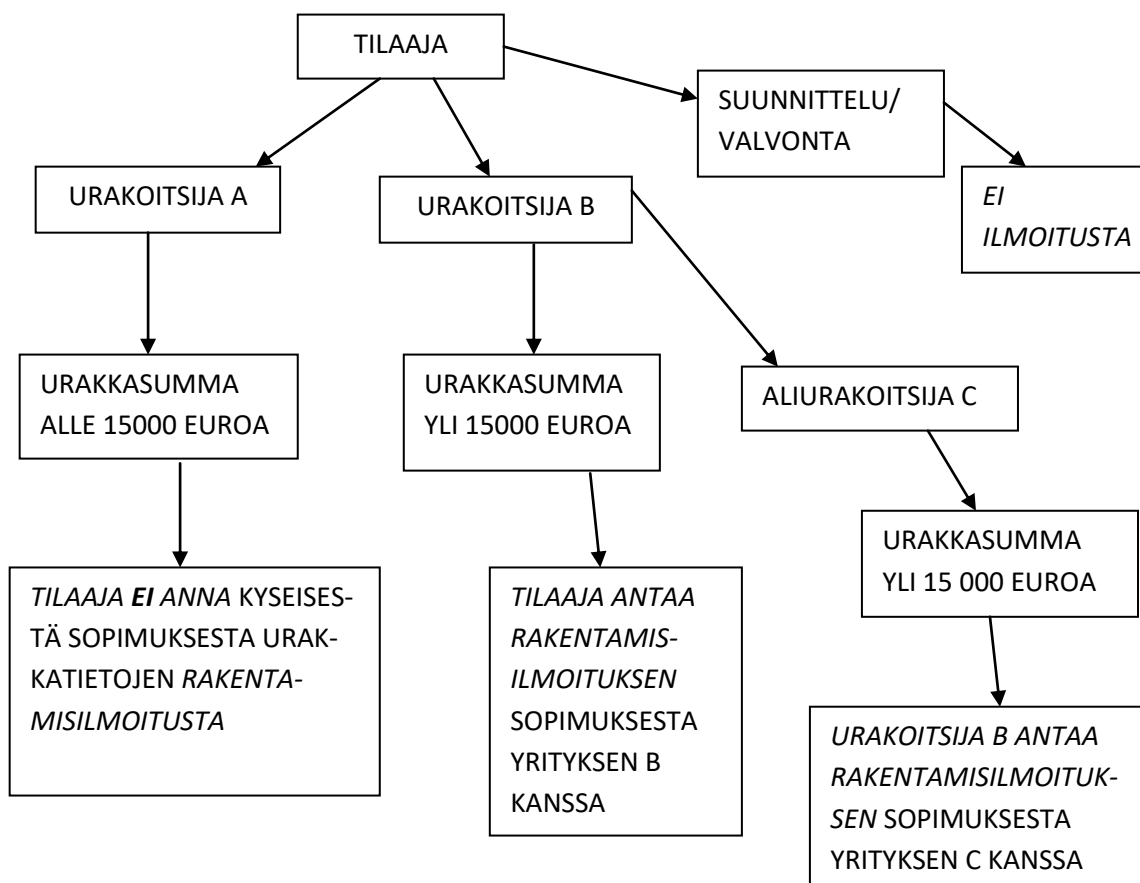 TILAAJA
SUUNNITTELU/
VALVONTA
EI
ILMOITUSTA
URAKOITSIJA A
URAKOITSIJA B
URAKKASUMMA
ALLE 15000 EUROA
URAKKASUMMA
YLI 15000 EUROA
ALIURAKOITSIJA C
URAKKASUMMA
YLI 15 000 EUROA
TILAAJA EI ANNA KYSEISES-
TÄ SOPIMUKSESTA URAK-
KATIETOJEN RAKENTA-
MISILMOITUSTA
TILAAJA ANTAA
RAKENTAMIS-
ILMOITUKSEN
SOPIMUKSESTA
YRITYKSEN B
KANSSA
URAKOITSIJA B ANTAA
RAKENTAMISILMOITUK-
SEN SOPIMUKSESTA
YRITYKSEN C KANSSA